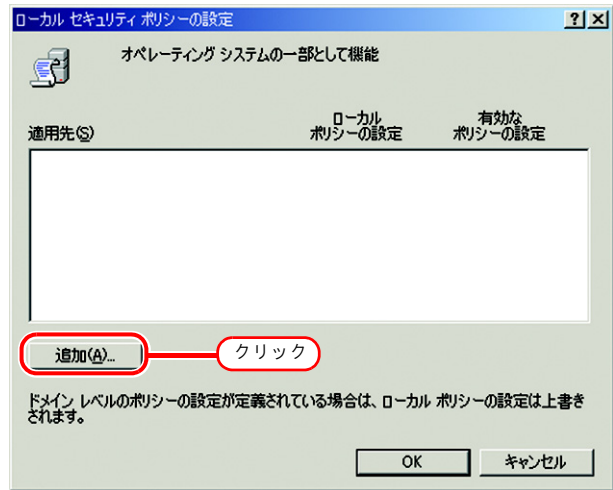 ローカル セキュリティ ポリシーの設定
オペレーティング システムの一部として機能
適用先(S)
ローカル
ポリシーの設定
有効な
ポリシーの設定
追加(A)...
クリック
ドメイン レベルのポリシーの設定が定義されている場合は、ローカル ポリシーの設定は上書き
されます。
OK
キャンセル